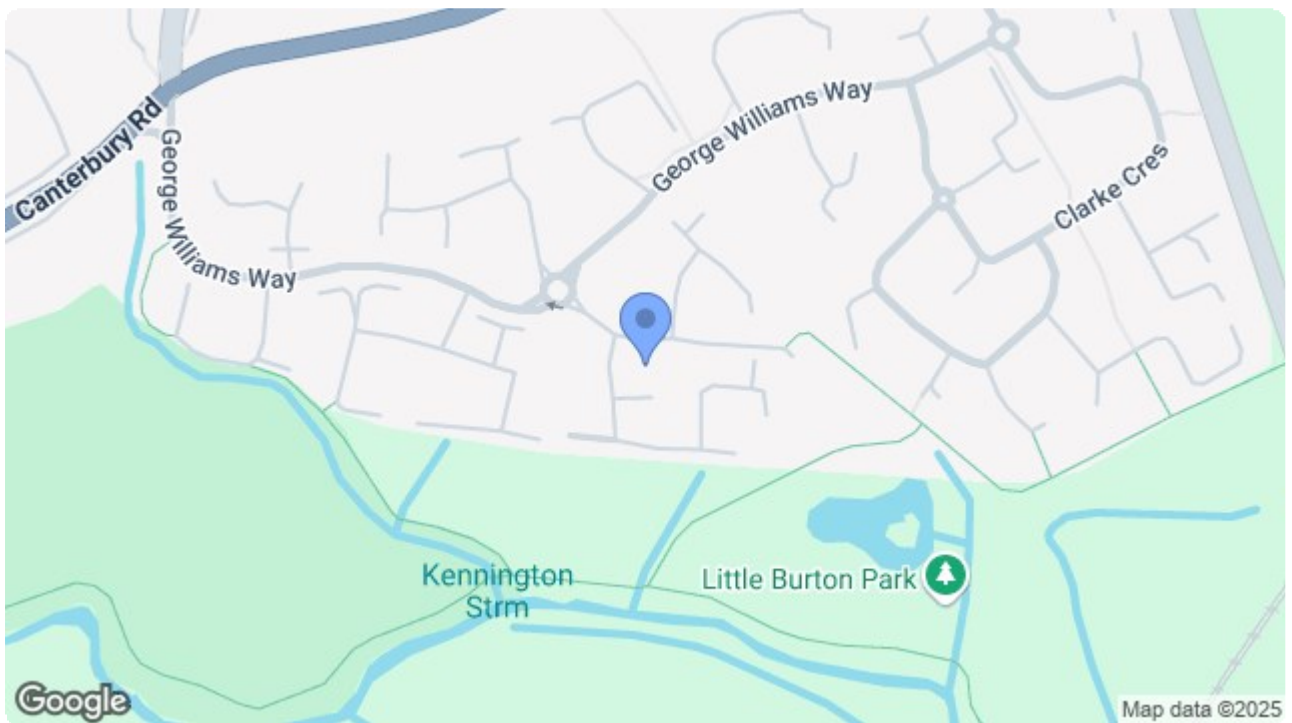 Canterbury Rd
George Williams Way
George Williams Way
Clarke Cres
Kennington
Strm
Little Burton Park
Google
Map data ©2025